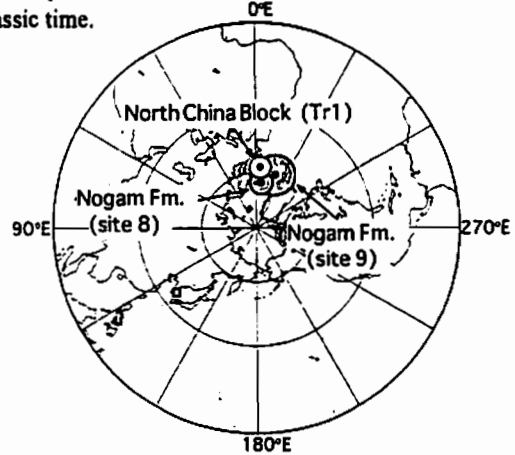 assic time.
0°E
North China Block (Tr1)
Nogam Fm.
(site 8)
90°E
270°E
Nogam Fm.
(site 9)
180°E